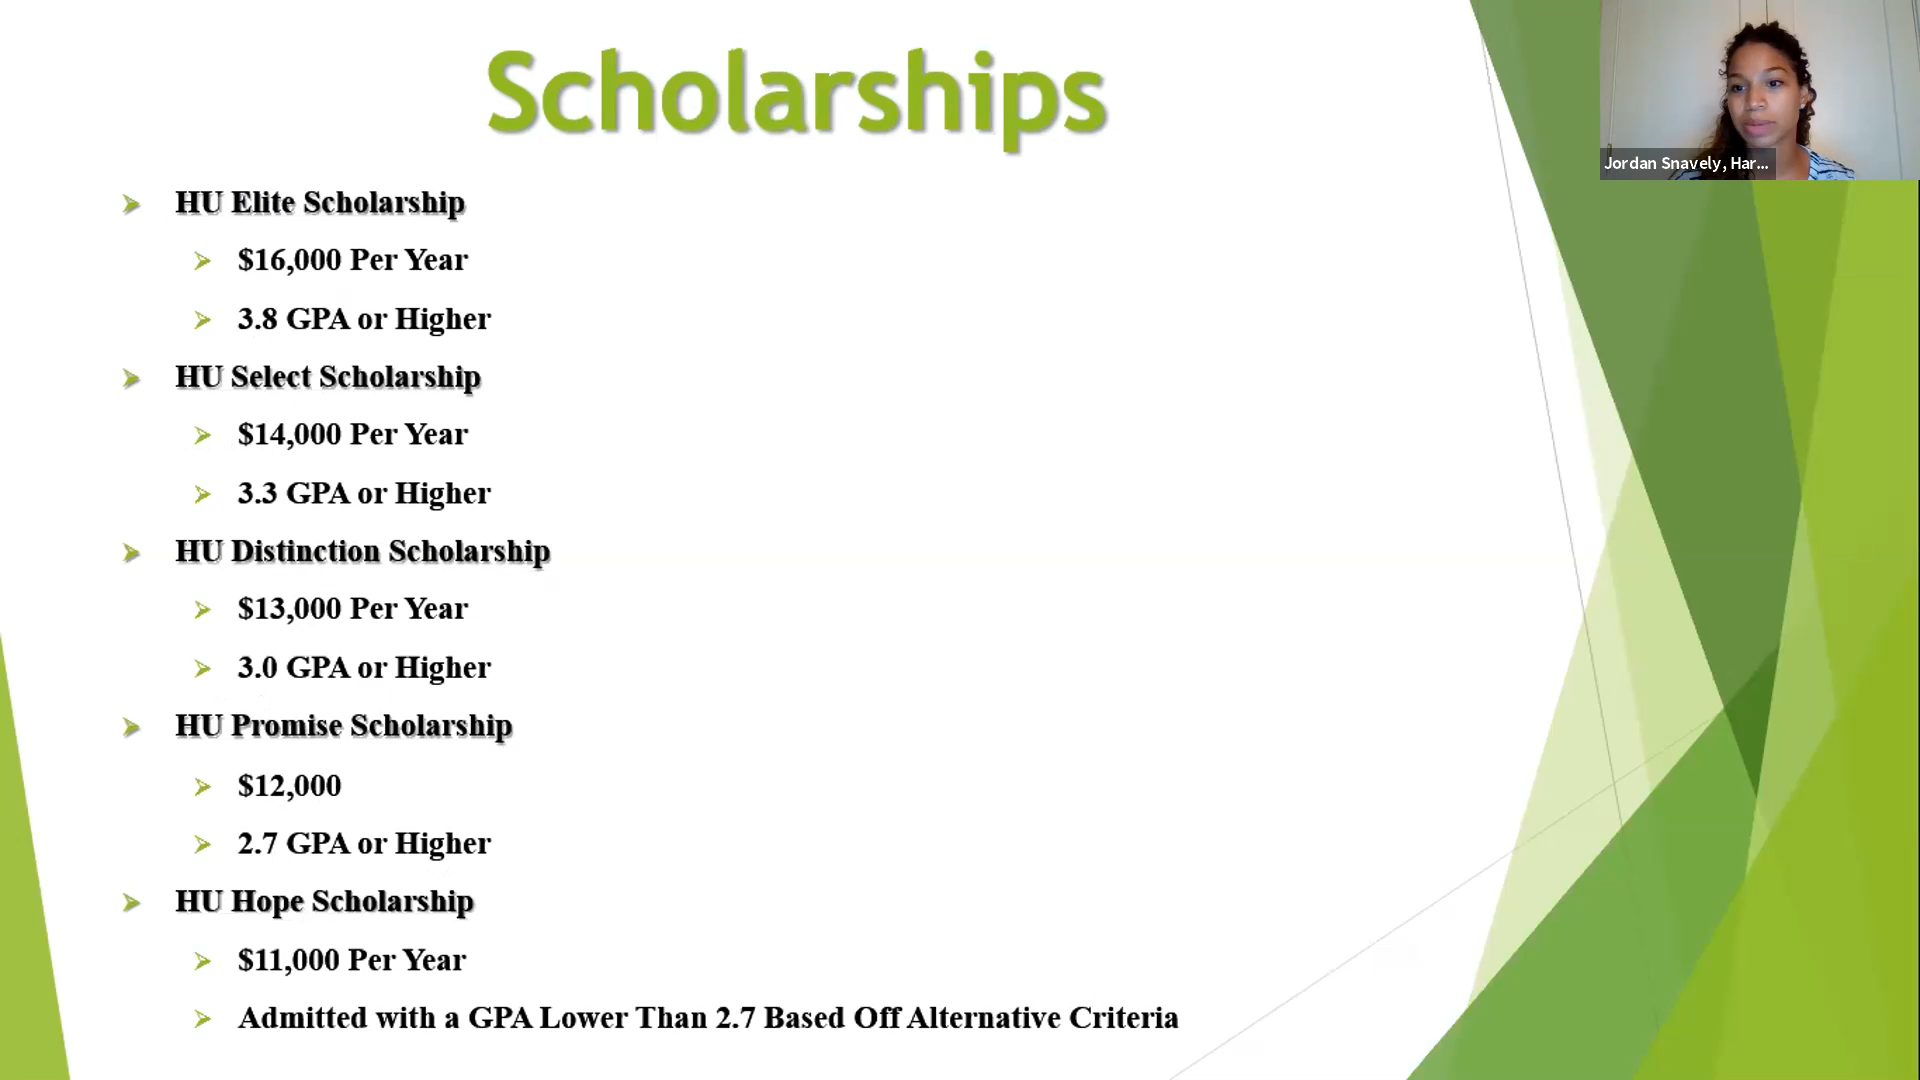 Scholarships
Jordan Snavely, Har...
HU Elite Scholarship
$16,000 Per Year
3.8 GPA or Higher
HU Select Scholarship
$14,000 Per Year
3.3 GPA or Higher
HU Distinction Scholarship
$13,000 Per Year
3.0 GPA or Higher
HU Promise Scholarship
$12,000
2.7 GPA or Higher
HU Hope Scholarship
$11,000 Per Year
Admitted with a GPA Lower Than 2.7 Based Off Alternative Criteria